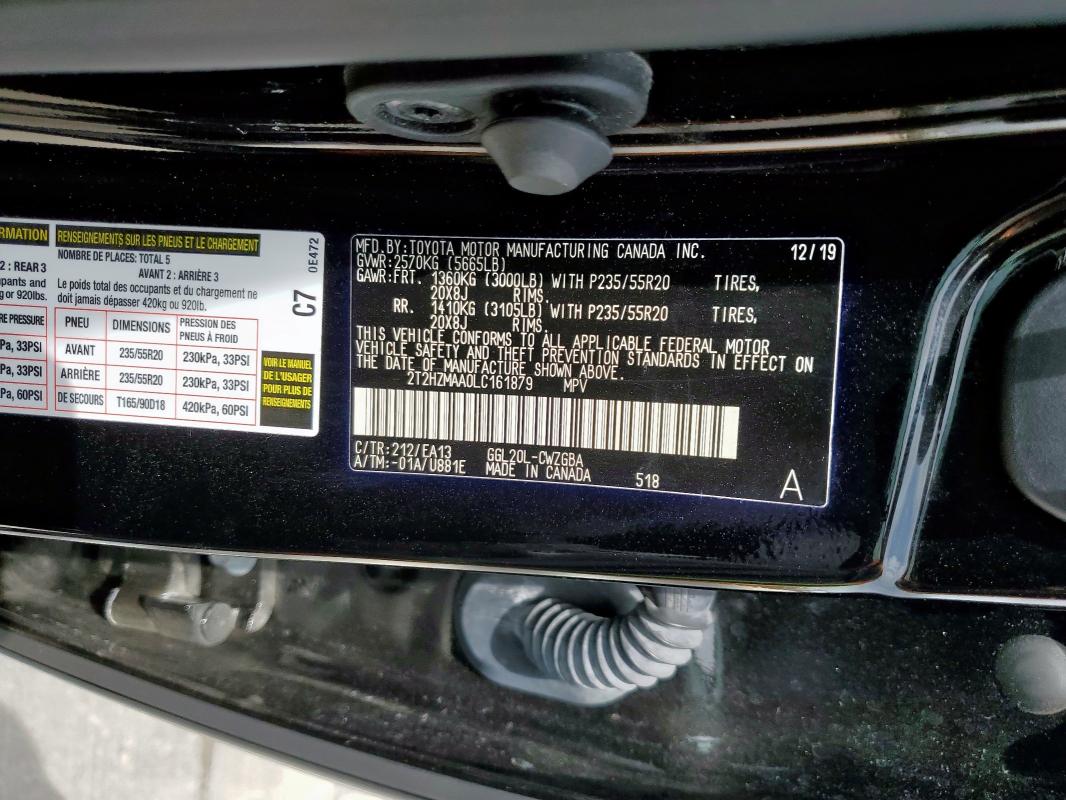 RMATION
RENSEIGNEMENTS SUR LES PNEUS ET LE CHARGEMENT
NOMBRE DE PLACES: TOTAL 5
2 : REAR 3
AVANT 2 : ARRIÈRE 3
pants and
Le poids total des occupants et du chargement ne
g or 920lbs.
doit jamais dépasser 420kg ou 920lb.
RE PRESSURE
PNEU DIMENSIONS PRESSION DES PNEUS À FROID
a, 33PSI
AVANT 235/55R20 230kPa, 33PSI
a, 33PSI
ARRIÈRE 235/55R20 230kPa, 33PSI
a, 60PSI
DE SECOURS T165/90D18 420kPa, 60PSI
VOIR LE MANUEL
DE L'USAGER
POUR PLUS DE
RENSEIGNEMENTS
0E472
C7
MFD.BY:TOYOTA MOTOR MANUFACTURING CANADA INC. 12/19
GVWR:2570KG (5665LB)
GAWR:FRT. 1360KG (3000LB) WITH P235/55R20 TIRES,
20X8J RIMS.
RR. 1410KG (3105LB) WITH P235/55R20 TIRES,
20X8J RIMS.
THIS VEHICLE CONFORMS TO ALL APPLICABLE FEDERAL MOTOR
VEHICLE SAFETY AND THEFT PREVENTION STANDARDS IN EFFECT ON
THE DATE OF MANUFACTURE SHOWN ABOVE.
2T2HZMAA0LC161879 MPV
C/TR:212/EA13 GGL20L-CWZGBA
A/TM:-01A/U881E MADE IN CANADA 518
A